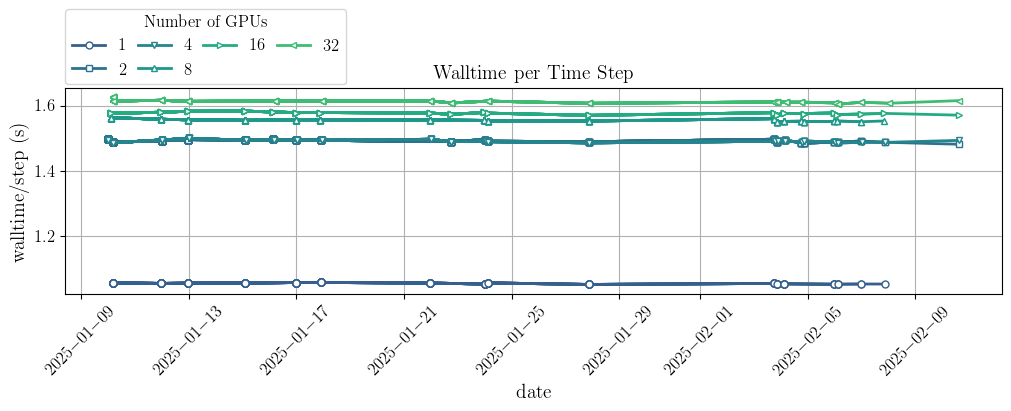 Number of GPUs
1 4 16 32
2 8
Walltime per Time Step
walltime/step (s)
1.6
1.4
1.2
2025−01−09 2025−01−13 2025−01−17 2025−01−21 2025−01−25 2025−01−29 2025−02−01 2025−02−05 2025−02−09
date